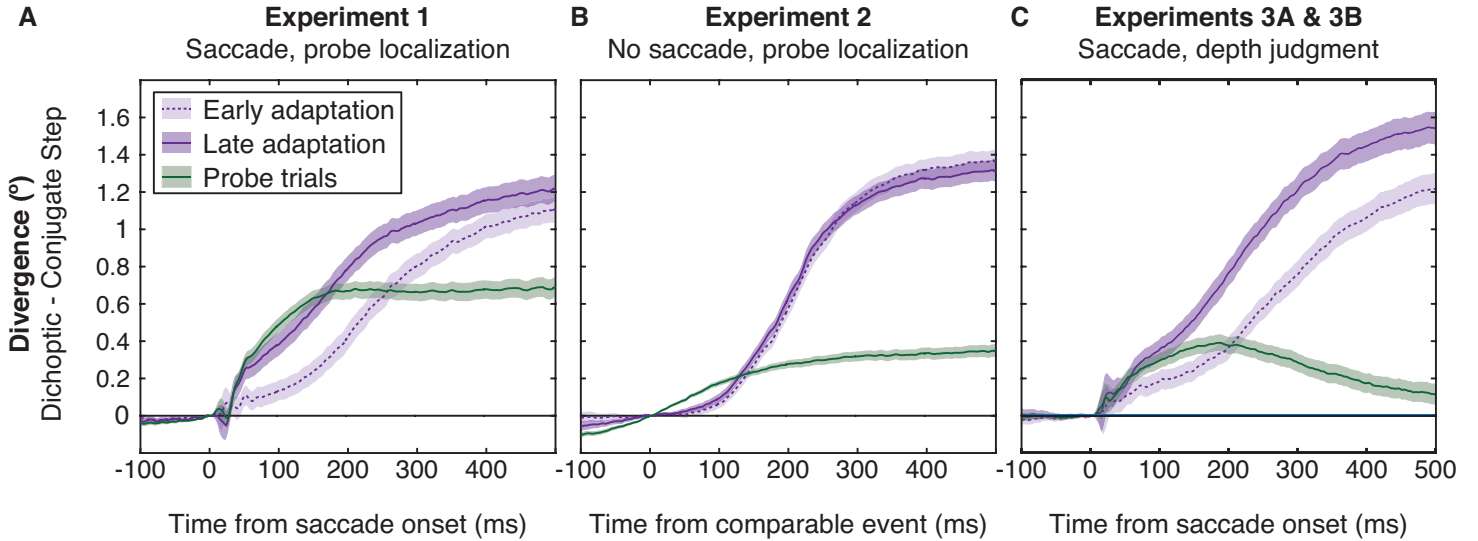 A
Experiment 1
Saccade, probe localization
B
Experiment 2
No saccade, probe localization
C
Experiments 3A & 3B
Saccade, depth judgment
Divergence (º)
Dichoptic - Conjugate Step
1.6
1.4
1.2
1
0.8
0.6
0.4
0.2
0
Early adaptation
Late adaptation
Probe trials
-100 0 100 200 300 400
-100 0 100 200 300 400
-100 0 100 200 300 400 500
Time from saccade onset (ms)
Time from comparable event (ms)
Time from saccade onset (ms)